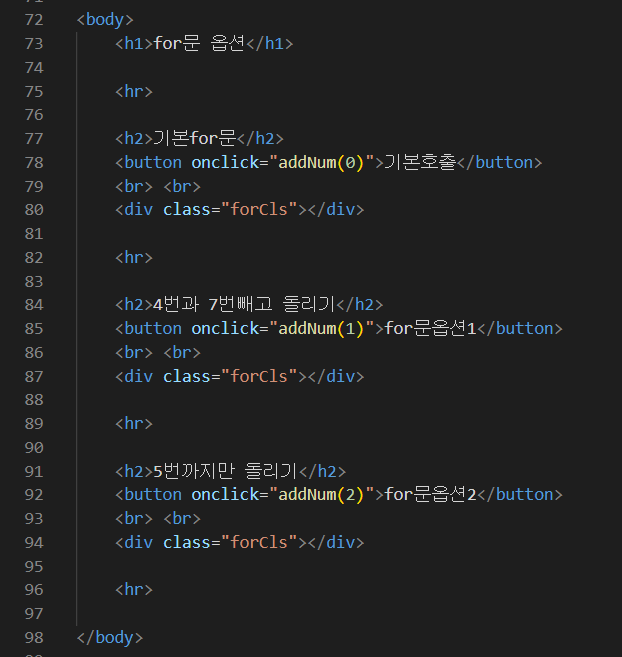 72 <body>
73 <h1>for문 옵션</h1>
74
75 <hr>
76
77 <h2>기본for문</h2>
78 <button onclick="addNum(0)">기본호출</button>
79 <br> <br>
80 <div class="forCls"></div>
81
82 <hr>
83
84 <h2>4번과 7번빼고 돌리기</h2>
85 <button onclick="addNum(1)">for문옵션1</button>
86 <br> <br>
87 <div class="forCls"></div>
88
89 <hr>
90
91 <h2>5번까지만 돌리기</h2>
92 <button onclick="addNum(2)">for문옵션2</button>
93 <br> <br>
94 <div class="forCls"></div>
95
96 <hr>
97
98 </body>